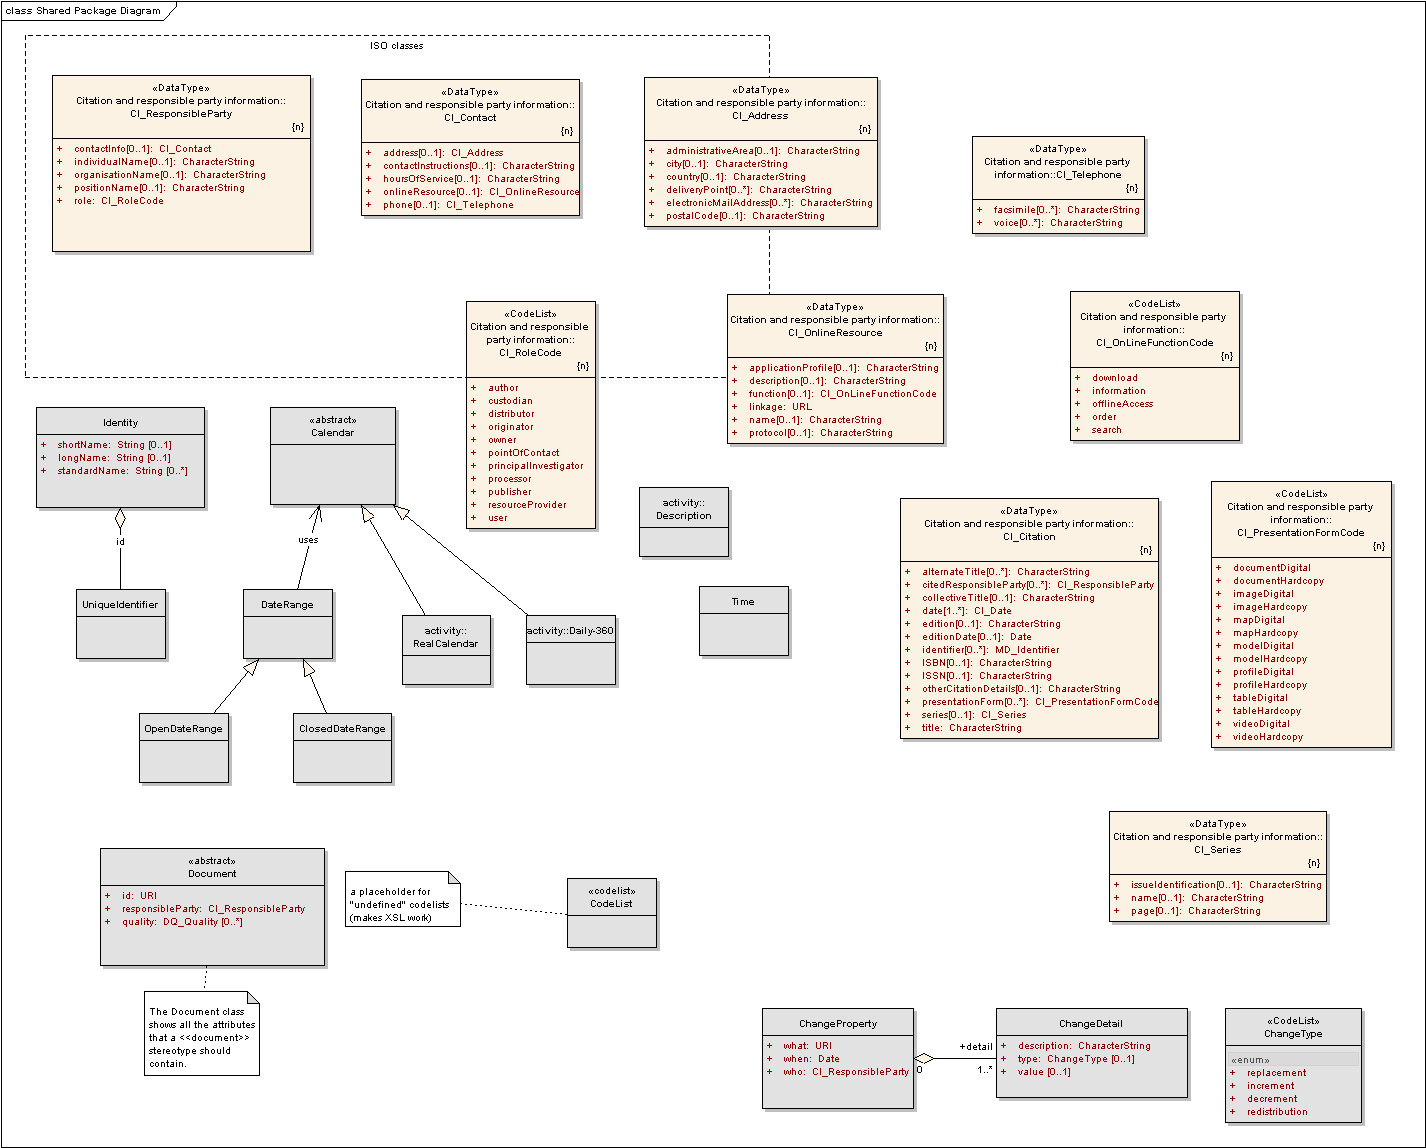 class Shared Package Diagram
ISO classes
«DataType»
Citation and responsible party information::
CI_ResponsibleParty
{n}
+ contactInfo[0..1]: CI_Contact
+ individualName[0..1]: CharacterString
+ organisationName[0..1]: CharacterString
+ positionName[0..1]: CharacterString
+ role: CI_RoleCode
«DataType»
Citation and responsible party information::
CI_Contact
{n}
+ address[0..1]: CI_Address
+ contactInstructions[0..1]: CharacterString
+ hoursOfService[0..1]: CharacterString
+ onlineResource[0..1]: CI_OnlineResource
+ phone[0..1]: CI_Telephone
«DataType»
Citation and responsible party information::
CI_Address
{n}
+ administrativeArea[0..1]: CharacterString
+ city[0..1]: CharacterString
+ country[0..1]: CharacterString
+ deliveryPoint[0..*]: CharacterString
+ electronicMailAddress[0..*]: CharacterString
+ postalCode[0..1]: CharacterString
«DataType»
Citation and responsible party
information::CI_Telephone
{n}
+ facsimile[0..*]: CharacterString
+ voice[0..*]: CharacterString
«CodeList»
Citation and responsible
party information::
CI_RoleCode
{n}
+ author
+ custodian
+ distributor
+ originator
+ owner
+ pointOfContact
+ principalInvestigator
+ processor
+ publisher
+ resourceProvider
+ user
«DataType»
Citation and responsible party information::
CI_OnlineResource
{n}
+ applicationProfile[0..1]: CharacterString
+ description[0..1]: CharacterString
+ function[0..1]: CI_OnLineFunctionCode
+ linkage: URL
+ name[0..1]: CharacterString
+ protocol[0..1]: CharacterString
«CodeList»
Citation and responsible party
information::
CI_OnLineFunctionCode
{n}
+ download
+ information
+ offlineAccess
+ order
+ search
Identity
+ shortName: String [0..1]
+ longName: String [0..1]
+ standardName: String [0..*]
id
UniqueIdentifier
«abstract»
Calendar
uses
DateRange
activity::
RealCalendar
activity::Daily-360
OpenDateRange
ClosedDateRange
activity::
Description
Time
«DataType»
Citation and responsible party information::
CI_Citation
{n}
+ alternateTitle[0..*]: CharacterString
+ citedResponsibleParty[0..*]: CI_ResponsibleParty
+ collectiveTitle[0..1]: CharacterString
+ date[1..*]: CI_Date
+ edition[0..1]: CharacterString
+ editionDate[0..1]: Date
+ identifier[0..*]: MD_Identifier
+ ISBN[0..1]: CharacterString
+ ISSN[0..1]: CharacterString
+ otherCitationDetails[0..1]: CharacterString
+ presentationForm[0..*]: CI_PresentationFormCode
+ series[0..1]: CI_Series
+ title: CharacterString
«CodeList»
Citation and responsible party
information::
CI_PresentationFormCode
{n}
+ documentDigital
+ documentHardcopy
+ imageDigital
+ imageHardcopy
+ mapDigital
+ mapHardcopy
+ modelDigital
+ modelHardcopy
+ profileDigital
+ profileHardcopy
+ tableDigital
+ tableHardcopy
+ videoDigital
+ videoHardcopy
«DataType»
Citation and responsible party information::
CI_Series
{n}
+ issueIdentification[0..1]: CharacterString
+ name[0..1]: CharacterString
+ page[0..1]: CharacterString
«abstract»
Document
+ id: URI
+ responsibleParty: CI_ResponsibleParty
+ quality: DQ_Quality [0..*]
a placeholder for
"undefined" codelists
(makes XSL work)
«codelist»
CodeList
The Document class
shows all the attributes
that a <<document>>
stereotype should
contain.
ChangeProperty
+ what: URI
+ when: Date
+ who: CI_ResponsibleParty
0
+detail
1..*
ChangeDetail
+ description: CharacterString
+ type: ChangeType [0..1]
+ value [0..1]
«CodeList»
ChangeType
«enum»
+ replacement
+ increment
+ decrement
+ redistribution